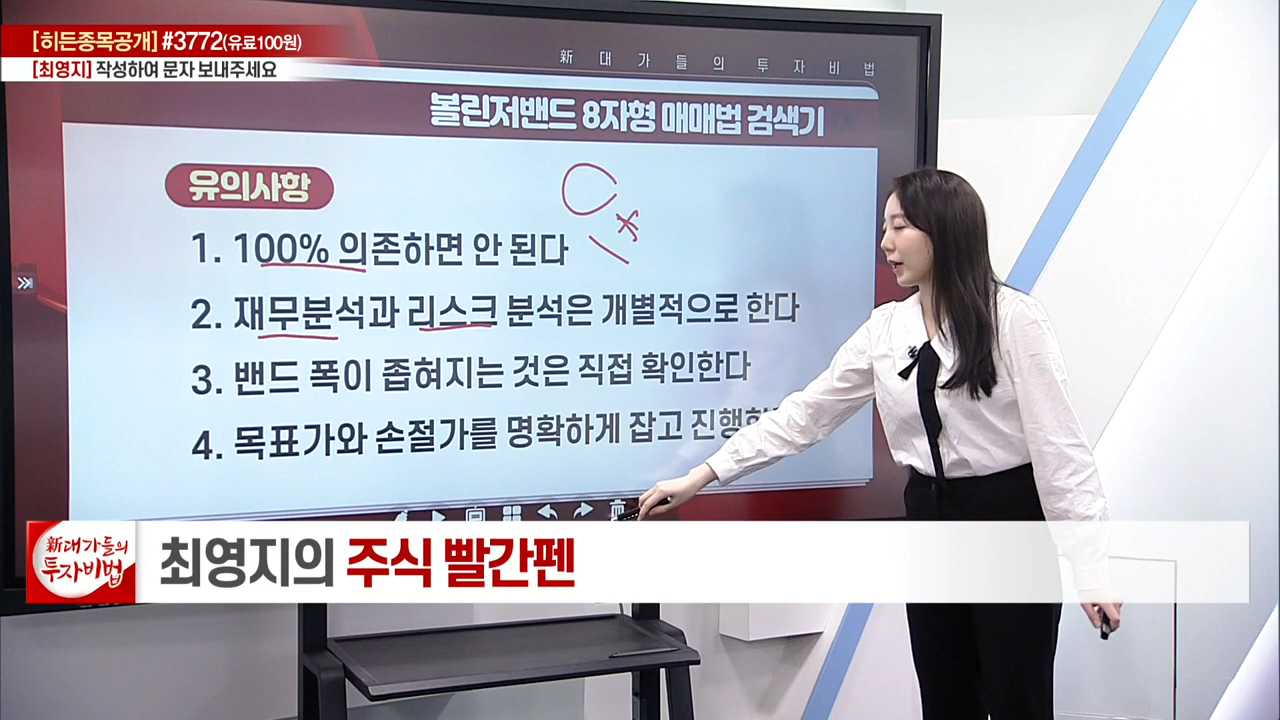 [히든종목공개] #3772(유료100원)
[최영지] 작성하여 문자 보내주세요
新 대 가 들 의 투 자 비 법
볼린저밴드 8자형 매매법 검색기
유의사항
1. 100% 의존하면 안 된다
2. 재무분석과 리스크 분석은 개별적으로 한다
3. 밴드 폭이 좁혀지는 것은 직접 확인한다
4. 목표가와 손절가를 명확하게 잡고
新대가들의
투자비법
최영지의 주식 빨간펜